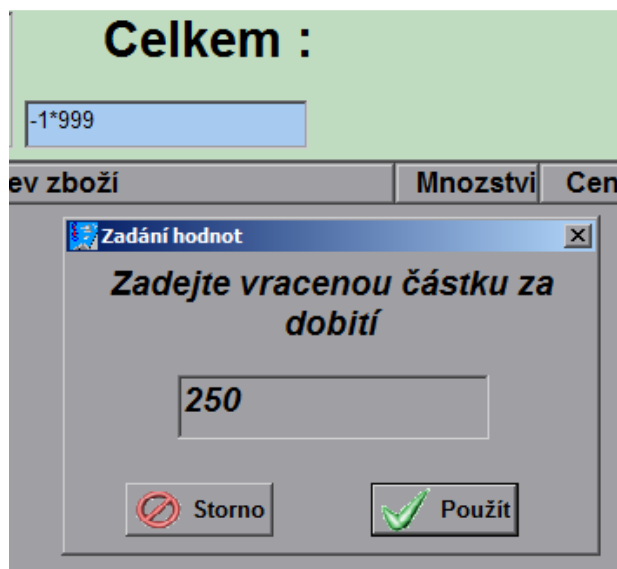 Celkem :
-1*999
ev zboží
Mnozstvi
Cen
Zadání hodnot
Zadejte vracenou částku za
dobití
250
Storno
Použít